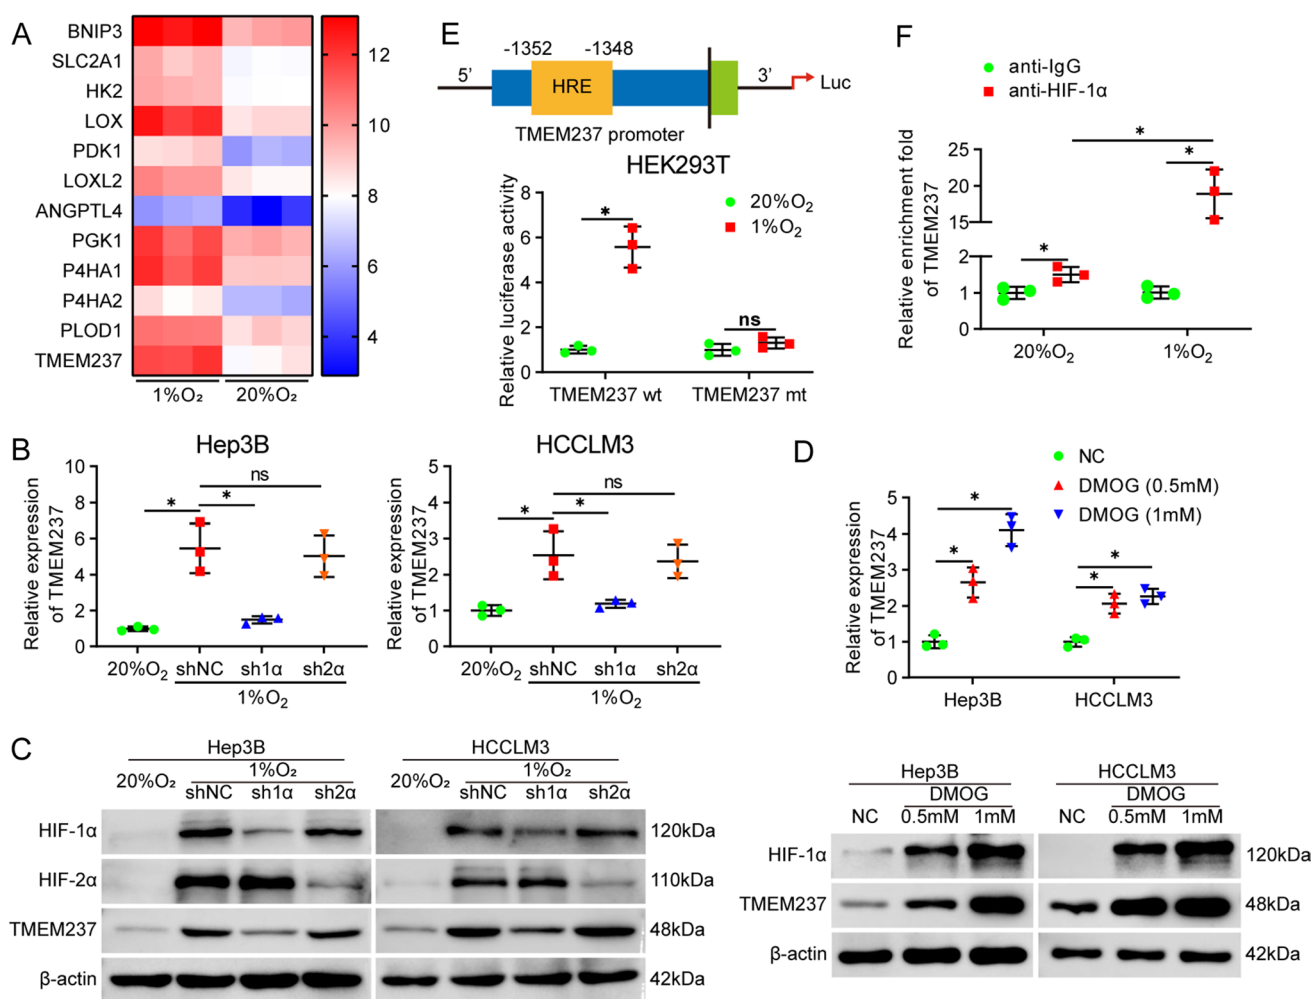 A
BNIP3
SLC2A1
HK2
LOX
PDK1
LOXL2
ANGPTL4
PGK1
P4HA1
P4HA2
PLOD1
TMEM237
1%O₂ 20%O₂
12
10
8
6
4
E
-1352 -1348
5’ HRE 3’ Luc
TMEM237 promoter
HEK293T
Relative luciferase activity
8
6
4
2
0
20%O₂
1%O₂
*
ns
TMEM237 wt TMEM237 mt
F
anti-IgG
anti-HIF-1α
Relative enrichment fold
of TMEM237
25
20
15
2
1
0
*
*
*
20%O₂ 1%O₂
B
Hep3B
Relative expression
of TMEM237
10
8
6
4
2
0
ns
* *
20%O₂ shNC sh1α sh2α
1%O₂
HCCLM3
Relative expression
of TMEM237
5
4
3
2
1
0
ns
* *
20%O₂ shNC sh1α sh2α
1%O₂
D
NC
DMOG (0.5mM)
DMOG (1mM)
Relative expression
of TMEM237
5
4
3
2
1
0
*
*
*
*
Hep3B HCCLM3
C
Hep3B HCCLM3
20%O₂ 1%O₂ 20%O₂ 1%O₂
shNC sh1α sh2α shNC sh1α sh2α
HIF-1α 120kDa
HIF-2α 110kDa
TMEM237 48kDa
β-actin 42kDa
Hep3B HCCLM3
NC DMOG NC DMOG
0.5mM 1mM 0.5mM 1mM
HIF-1α 120kDa
TMEM237 48kDa
β-actin 42kDa